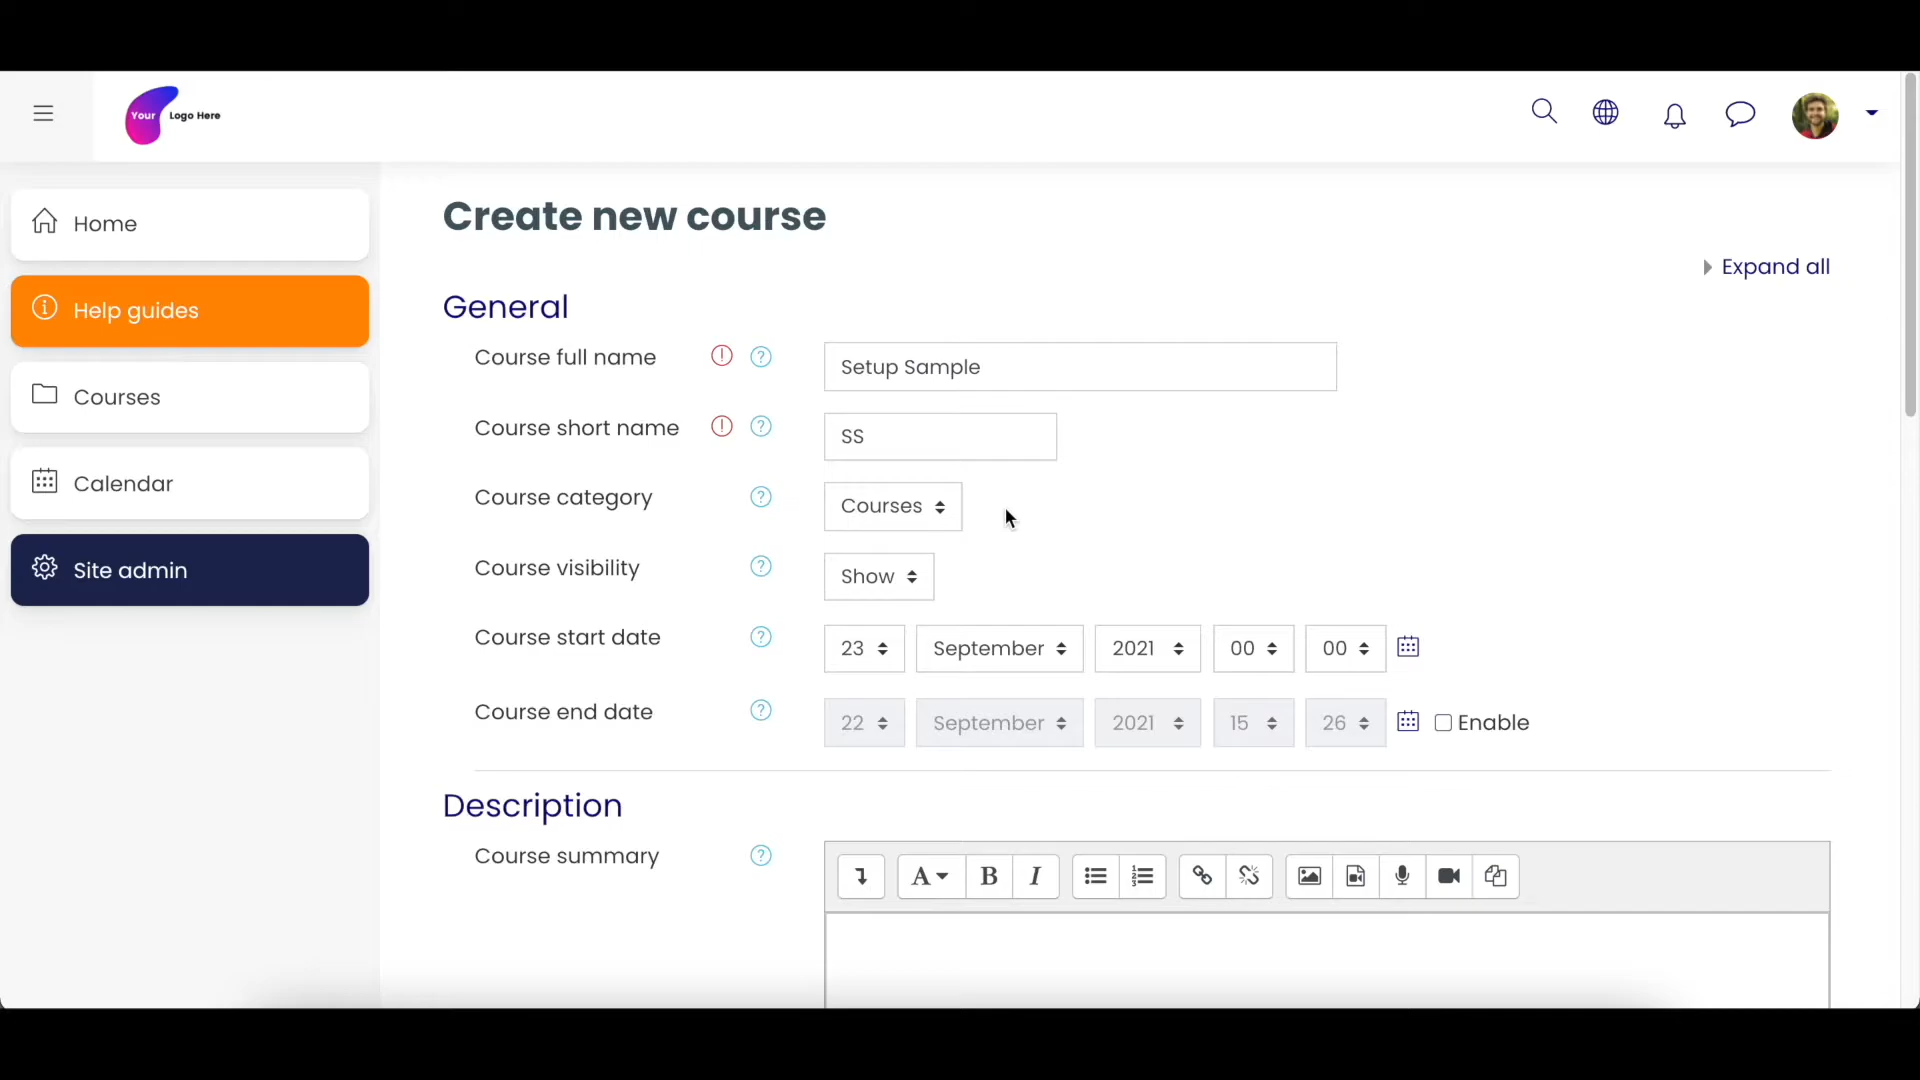 Your Logo Here
Home
Help guides
Courses
Calendar
Site admin
Create new course
Expand all
General
Course full name ! ? Setup Sample
Course short name ! ? SS
Course category ? Courses
Course visibility ? Show
Course start date ? 23 September 2021 00 00
Course end date ? 22 September 2021 15 26 Enable
Description
Course summary ?
A B I